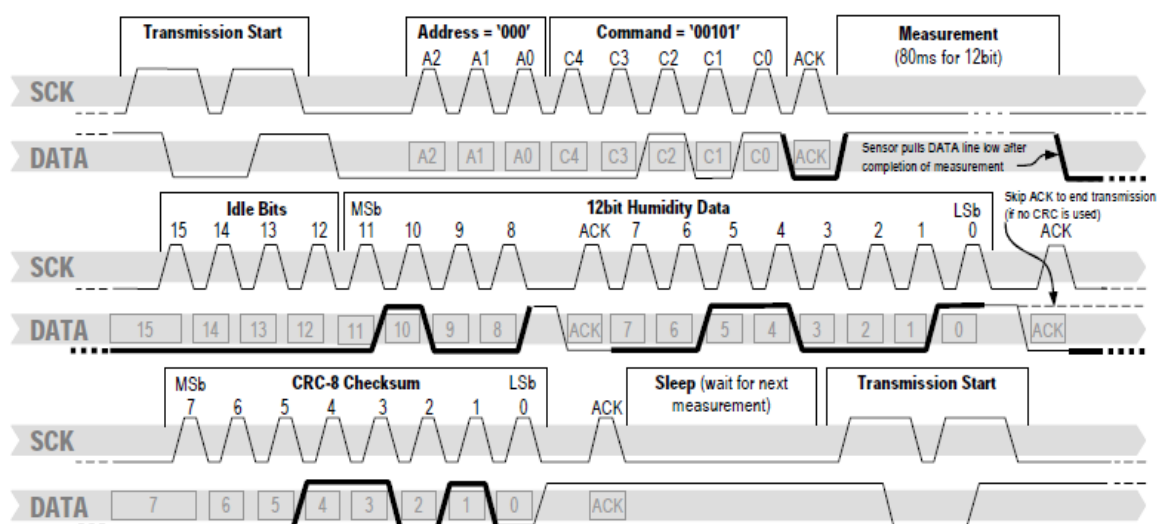 Transmission Start Address = '000' Command = '00101' Measurement
(80ms for 12bit)
A2 A1 A0 C4 C3 C2 C1 C0 ACK
SCK
DATA A2 A1 A0 C4 C3 C2 C1 C0 ACK Sensor pulls DATA line low after
completion of measurement
Skip ACK to end transmission
(if no CRC is used)
Idle Bits MSb 12bit Humidity Data LSb
15 14 13 12 11 10 9 8 ACK 7 6 5 4 3 2 1 0 ACK
SCK
DATA 15 14 13 12 11 10 9 8 ACK 7 6 5 4 3 2 1 0 ACK
MSb CRC-8 Checksum LSb Sleep (wait for next Transmission Start
measurement)
7 6 5 4 3 2 1 0 ACK
SCK
DATA 7 6 5 4 3 2 1 0 ACK